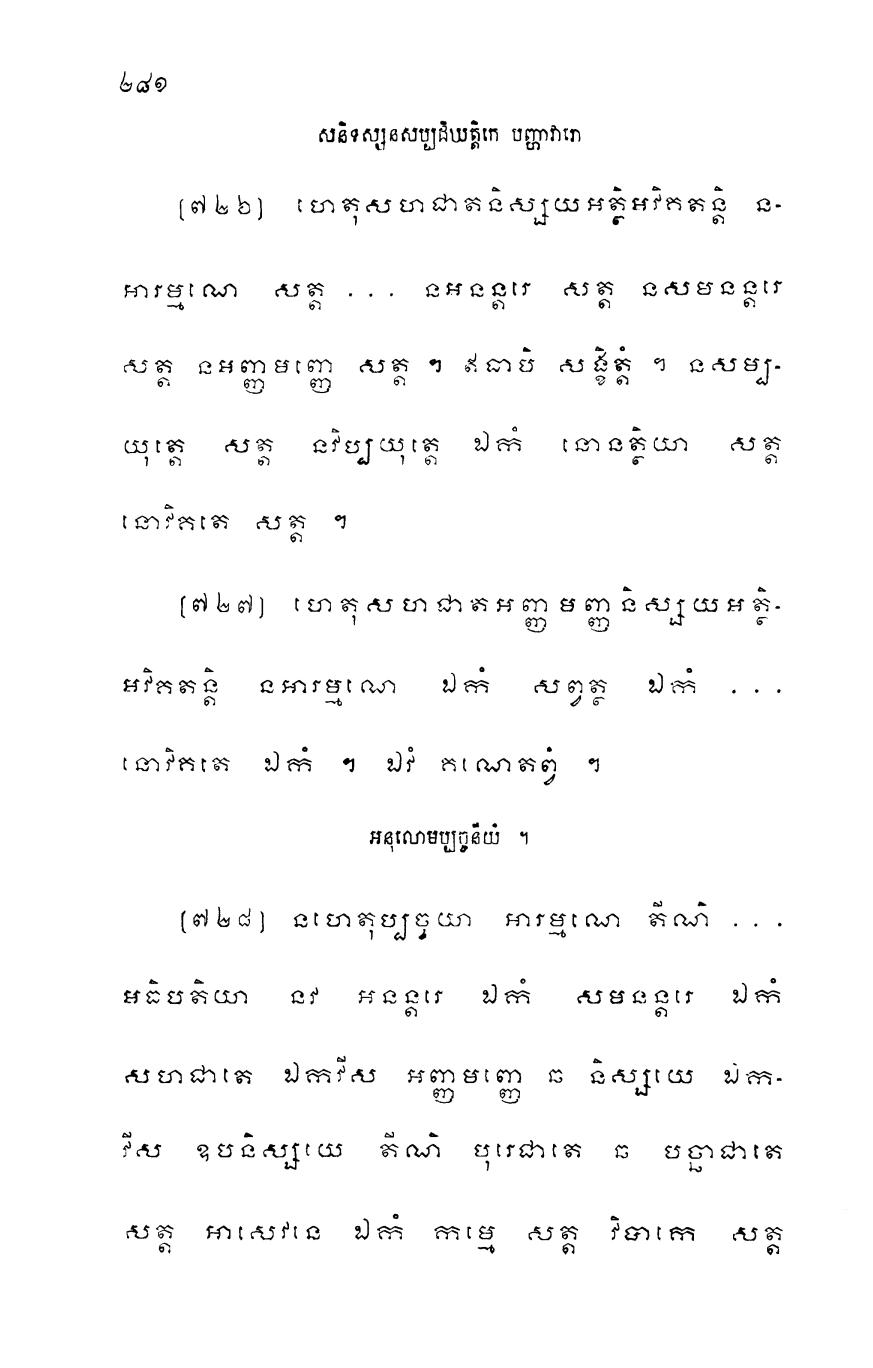 ២៨១
សនិទស្សនសប្បដិឃត្តិកេ បញ្ហាវារោ
(៧២៦) ហេតុសហជាតនិស្សយអត្ថិអវិគតន្តិ ន-
អារម្មណេ សត្ត ... នអនន្តរេ សត្ត នសមនន្តរេ
សត្ត នអញ្ញមញ្ញេ សត្ត ។ ឥធាបិ សង្ខិត្តំ ។ នសម្ប-
យុត្តេ សត្ត នវិប្បយុត្តេ ឯកំ នោនត្ថិយា សត្ត
នោវិគតេ សត្ត ។
(៧២៧) ហេតុសហជាតអញ្ញមញ្ញនិស្សយអត្ថិ-
អវិគតន្តិ នអារម្មណេ ឯកំ សព្វត្ថ ឯកំ ...
នោវិគតេ ឯកំ ។ ឯវំ គណេតព្វំ ។
អនុលោមប្បច្ចនីយំ ។
(៧២៨) នហេតុប្បច្ចយា អារម្មណេ តីណិ ...
អធិបតិយា នវ អនន្តរេ ឯកំ សមនន្តរេ ឯកំ
សហជាតេ ឯកវីស អញ្ញមញ្ញេ ឆ និស្សយេ ឯក-
វីស ឧបនិស្សយេ តីណិ បុរេជាតេ ឆ បច្ឆាជាតេ
សត្ត អាសេវនេ ឯកំ កម្មេ សត្ត វិបាកេ សត្ត